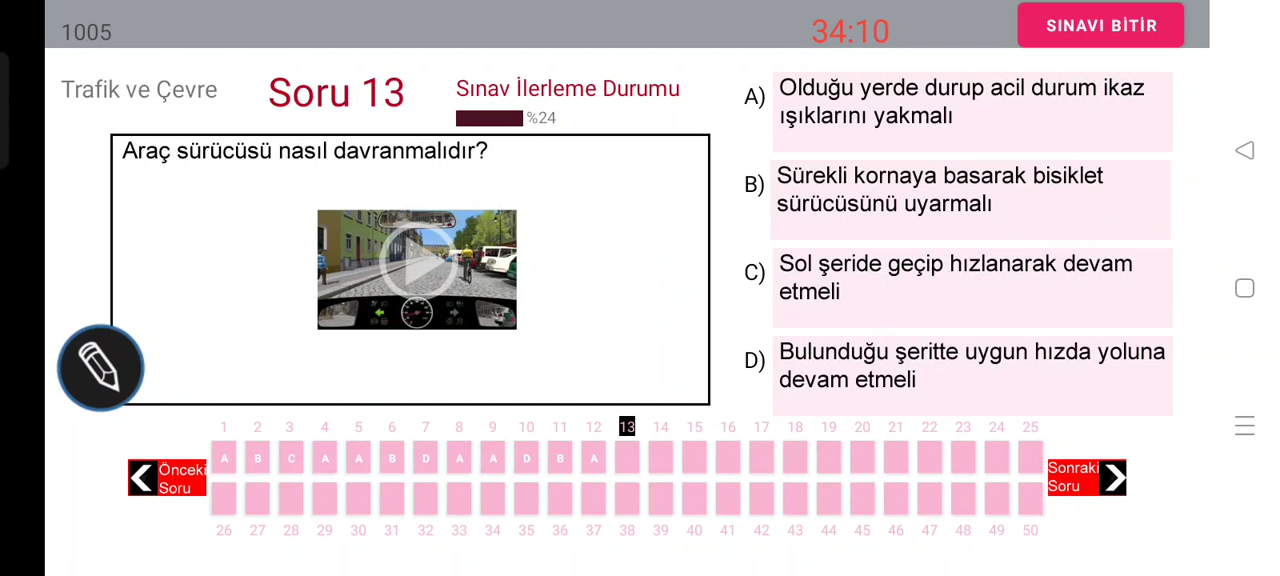 1005
34:10
SINAVI BİTİR
Trafik ve Çevre
Soru 13
Sınav İlerleme Durumu
%24
Araç sürücüsü nasıl davranmalıdır?
A) Olduğu yerde durup acil durum ikaz
ışıklarını yakmalı
B) Sürekli kornaya basarak bisiklet
sürücüsünü uyarmalı
C) Sol şeride geçip hızlanarak devam
etmeli
D) Bulunduğu şeritte uygun hızda yoluna
devam etmeli
1 2 3 4 5 6 7 8 9 10 11 12 13 14 15 16 17 18 19 20 21 22 23 24 25
A B C A A B D A A D B A
Önceki
Soru
Sonraki
Soru
26 27 28 29 30 31 32 33 34 35 36 37 38 39 40 41 42 43 44 45 46 47 48 49 50